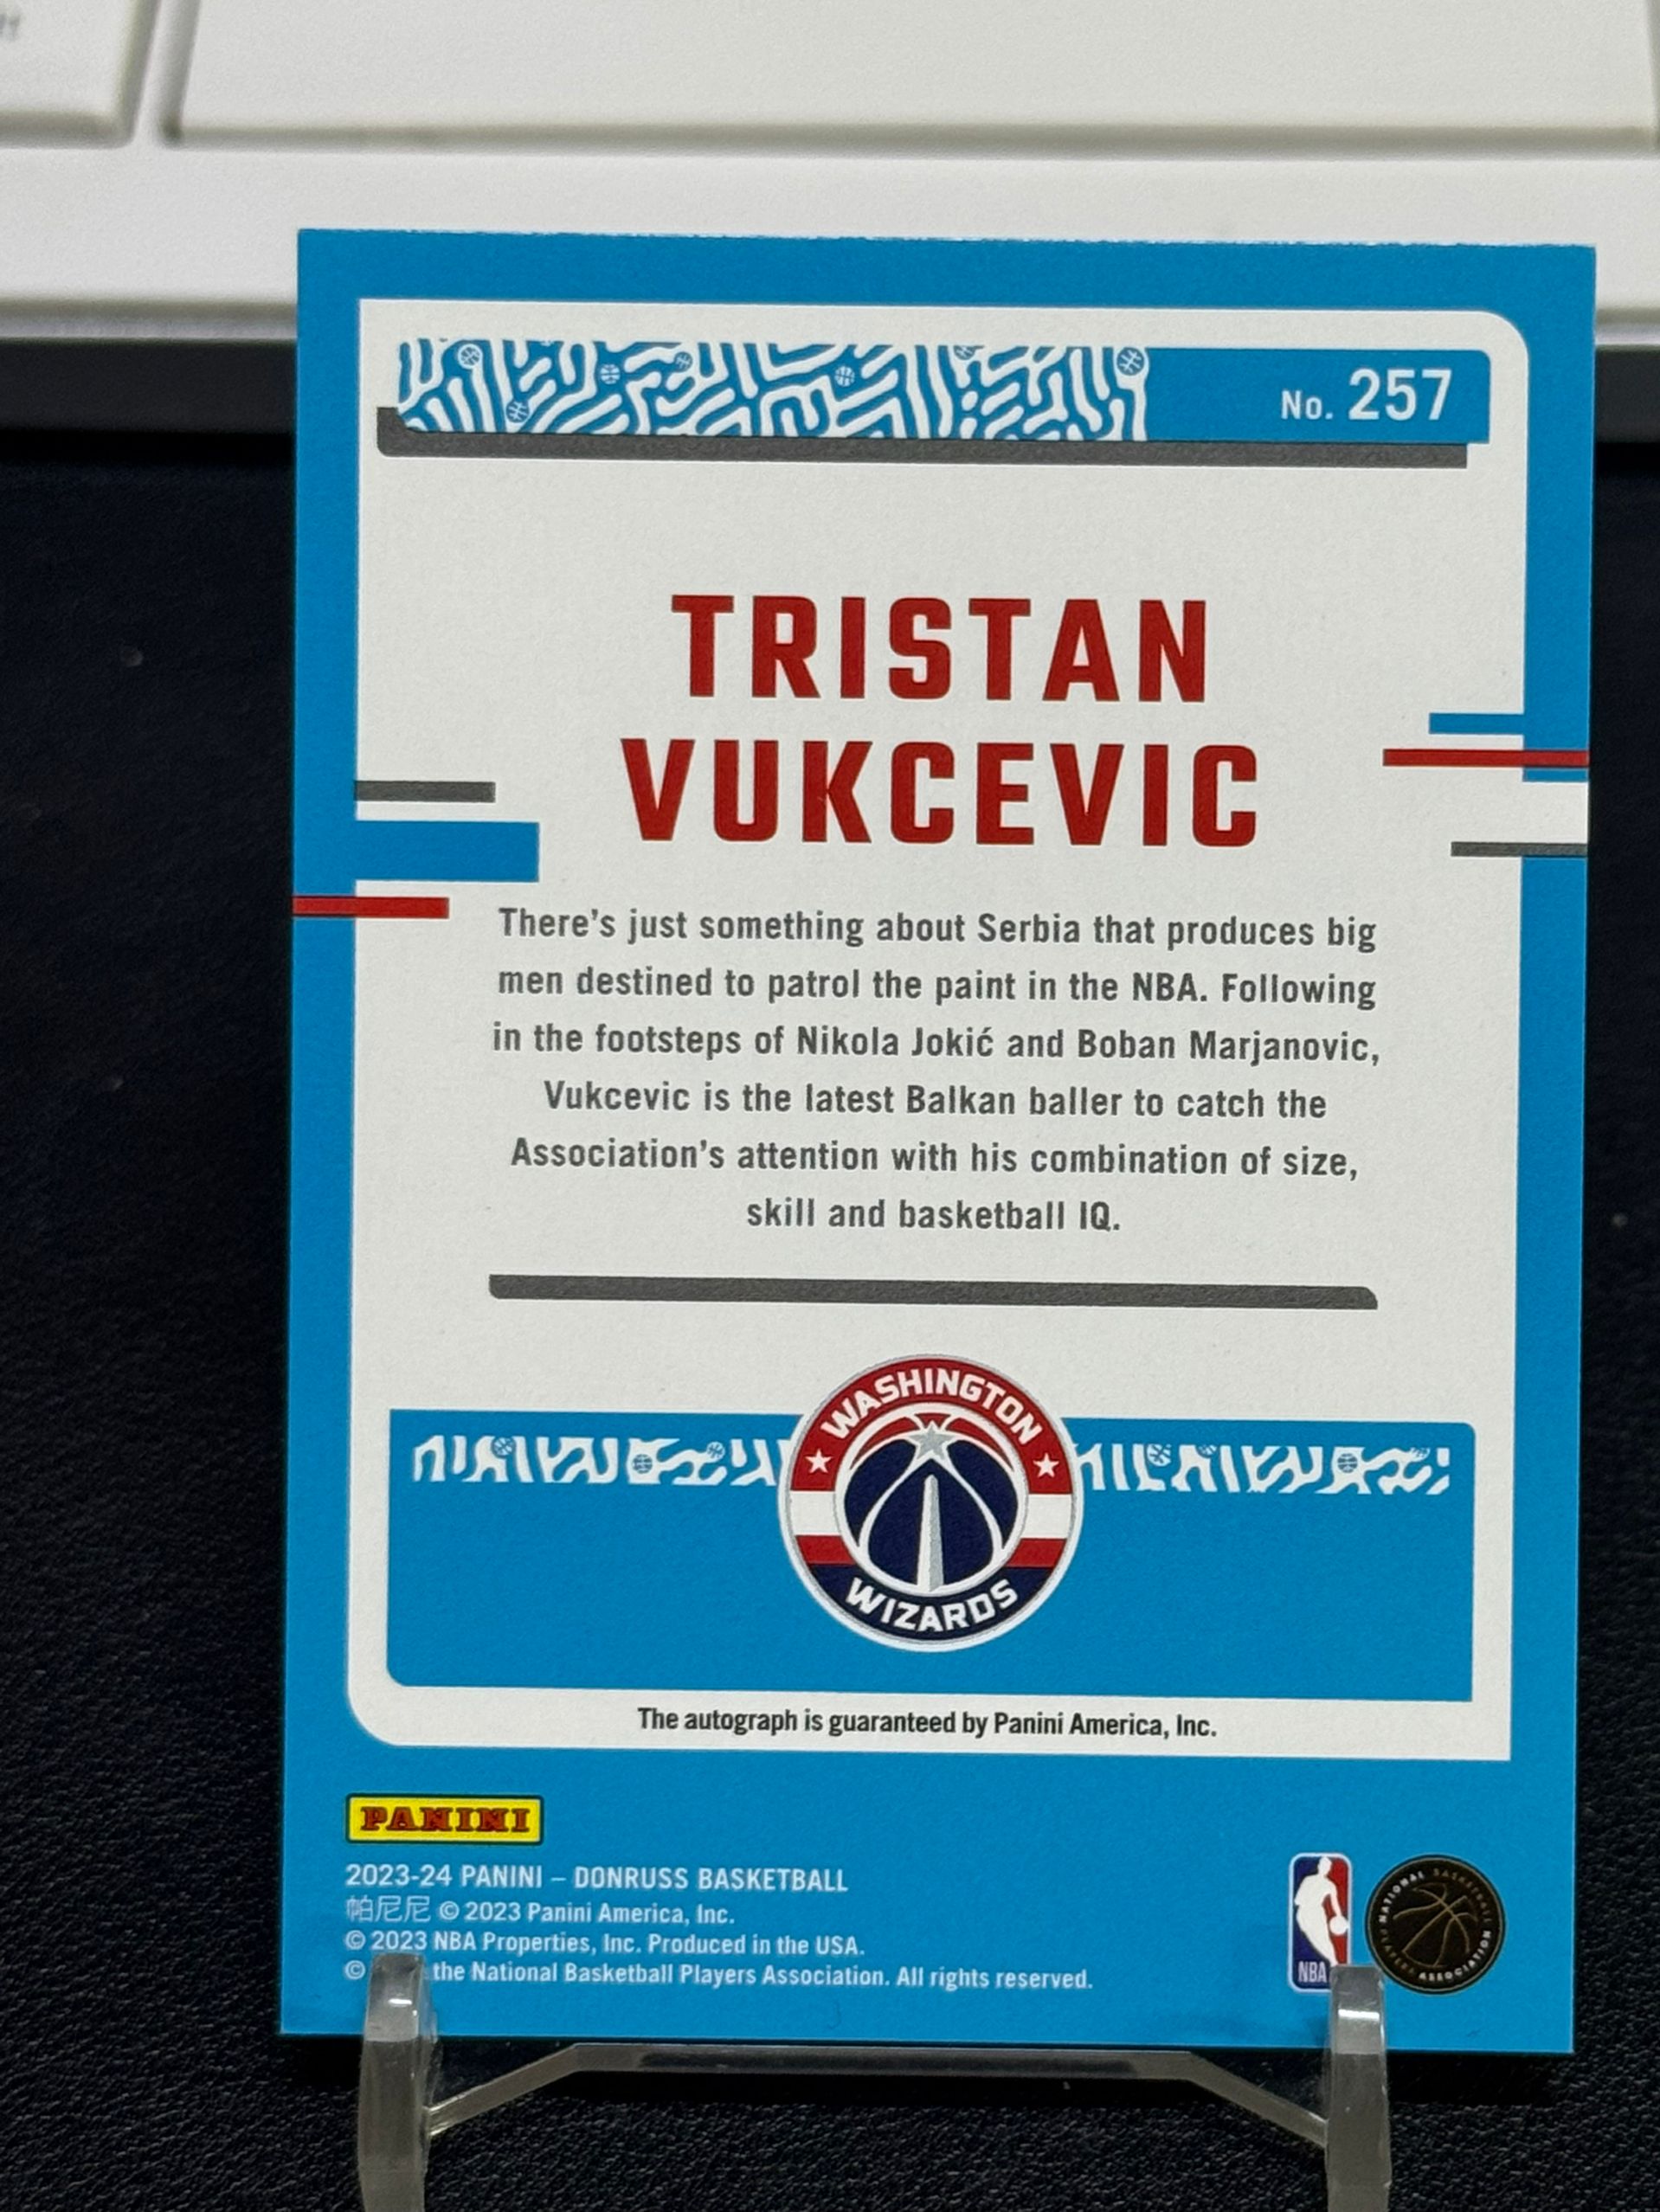 No. 257
TRISTAN
VUKCEVIC
There's just something about Serbia that produces big
men destined to patrol the paint in the NBA. Following
in the footsteps of Nikola Jokić and Boban Marjanovic,
Vukcevic is the latest Balkan baller to catch the
Association's attention with his combination of size,
skill and basketball IQ.
WASHINGTON
WIZARDS
The autograph is guaranteed by Panini America, Inc.
PANINI
2023-24 PANINI – DONRUSS BASKETBALL
帕尼尼 © 2023 Panini America, Inc.
© 2023 NBA Properties, Inc. Produced in the USA.
© the National Basketball Players Association. All rights reserved.
NBA
NATIONAL BASKETBALL
PLAYERS ASSOCIATION